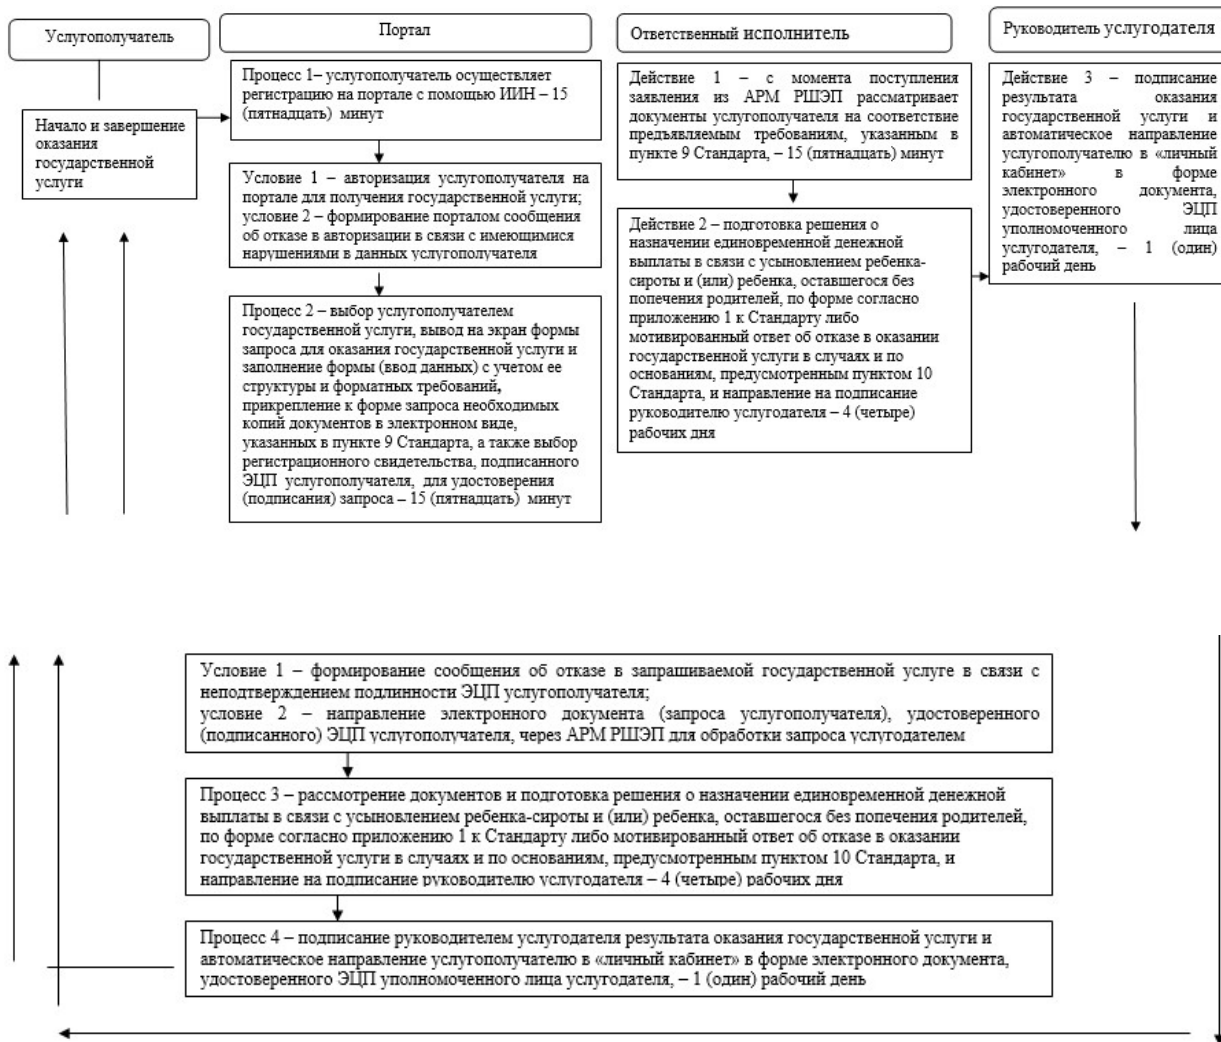 Услугополучатель
Портал
Ответственный исполнитель
Руководитель услугодателя
Начало и завершение
оказания
государственной
услуги
Процесс 1– услугополучатель осуществляет
регистрацию на портале с помощью ИИН – 15
(пятнадцать) минут
Условие 1 – авторизация услугополучателя на
портале для получения государственной услуги;
условие 2 – формирование порталом сообщения
об отказе в авторизации в связи с имеющимися
нарушениями в данных услугополучателя
Процесс 2 – выбор услугополучателем
государственной услуги, вывод на экран формы
запроса для оказания государственной услуги и
заполнение формы (ввод данных) с учетом ее
структуры и форматных требований,
прикрепление к форме запроса необходимых
копий документов в электронном виде,
указанных в пункте 9 Стандарта, а также выбор
регистрационного свидетельства, подписанного
ЭЦП услугополучателя, для удостоверения
(подписания) запроса – 15 (пятнадцать) минут
Действие 1 – с момента поступления
заявления из АРМ РШЭП рассматривает
документы услугополучателя на соответствие
предъявляемым требованиям, указанным в
пункте 9 Стандарта, – 15 (пятнадцать) минут
Действие 2 – подготовка решения о
назначении единовременной денежной
выплаты в связи с усыновлением ребенка-
сироты и (или) ребенка, оставшегося без
попечения родителей, по форме согласно
приложению 1 к Стандарту либо
мотивированный ответ об отказе в оказании
государственной услуги в случаях и по
основаниям, предусмотренным пунктом 10
Стандарта, и направление на подписание
руководителю услугодателя – 4 (четыре)
рабочих дня
Действие 3 – подписание
результата оказания
государственной услуги и
автоматическое направление
услугополучателю в «личный
кабинет» в форме
электронного документа,
удостоверенного ЭЦП
уполномоченного лица
услугодателя, – 1 (один)
рабочий день
Условие 1 – формирование сообщения об отказе в запрашиваемой государственной услуге в связи с
неподтверждением подлинности ЭЦП услугополучателя;
условие 2 – направление электронного документа (запроса услугополучателя), удостоверенного
(подписанного) ЭЦП услугополучателя, через АРМ РШЭП для обработки запроса услугодателем
Процесс 3 – рассмотрение документов и подготовка решения о назначении единовременной денежной
выплаты в связи с усыновлением ребенка-сироты и (или) ребенка, оставшегося без попечения родителей,
по форме согласно приложению 1 к Стандарту либо мотивированный ответ об отказе в оказании
государственной услуги в случаях и по основаниям, предусмотренным пунктом 10 Стандарта, и
направление на подписание руководителю услугодателя – 4 (четыре) рабочих дня
Процесс 4 – подписание руководителем услугодателя результата оказания государственной услуги и
автоматическое направление услугополучателю в «личный кабинет» в форме электронного документа,
удостоверенного ЭЦП уполномоченного лица услугодателя, – 1 (один) рабочий день